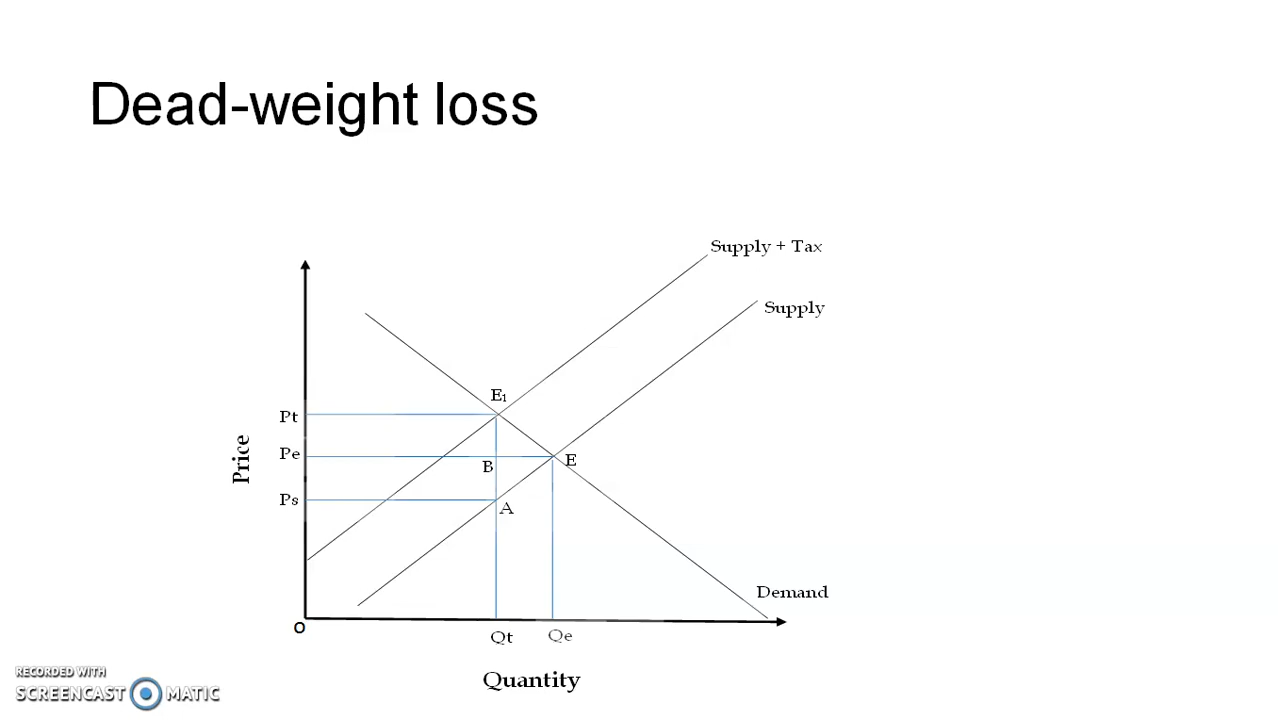 Dead-weight loss
Supply + Tax
Supply
E₁
Pt
Pe
B
E
Ps
A
Price
Demand
O
Qt
Qe
Quantity
RECORDED WITH
SCREENCAST MATIC